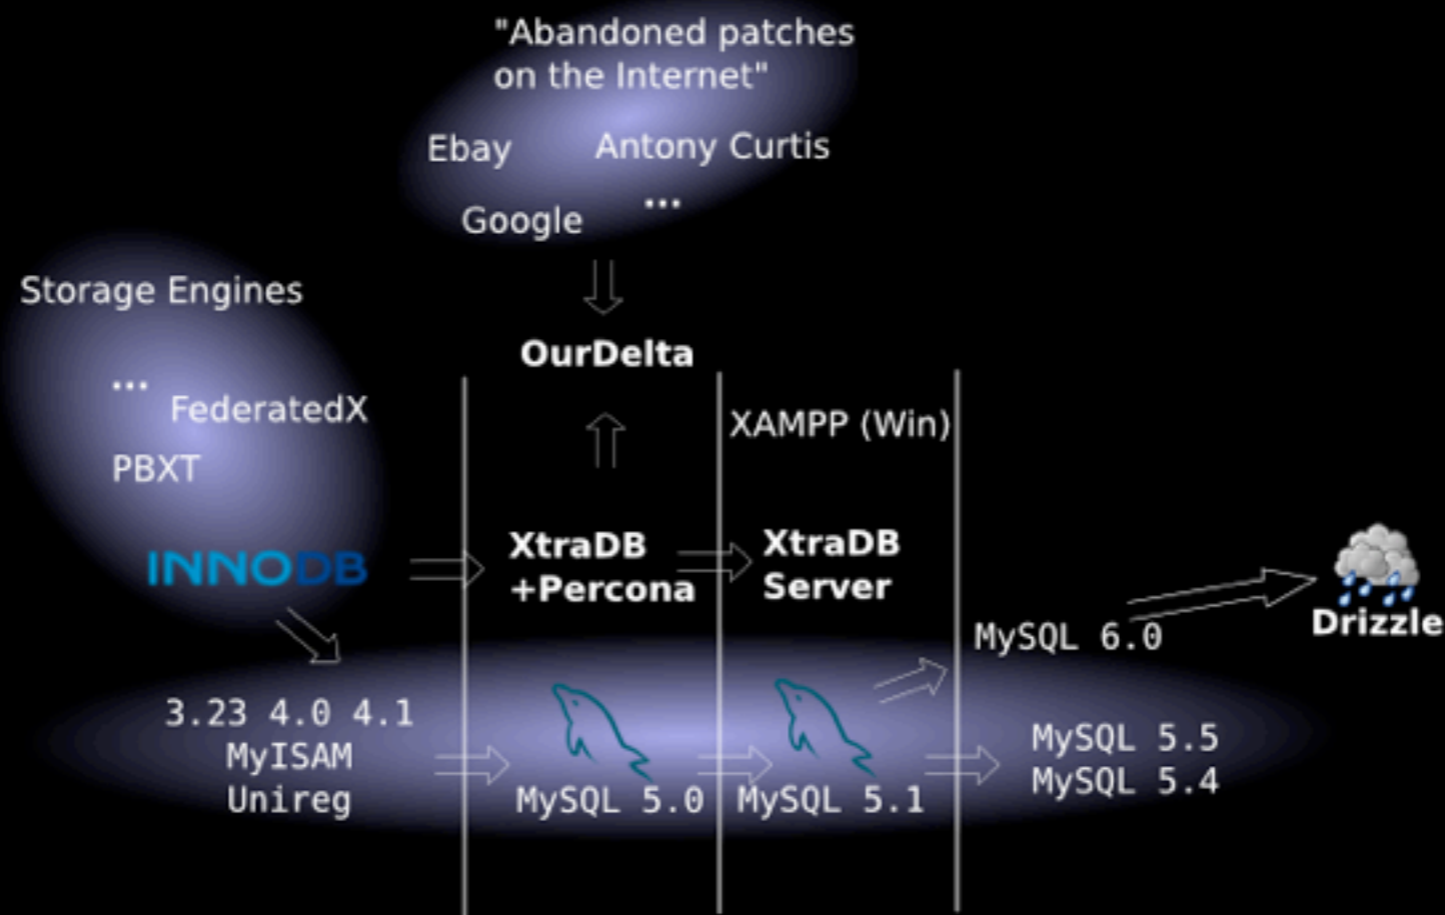 "Abandoned patches
on the Internet"
Ebay
Antony Curtis
...
Google
Storage Engines
...
FederatedX
PBXT
INNODB
OurDelta
XAMPP (Win)
XtraDB
+Percona
XtraDB
Server
MySQL 6.0
Drizzle
3.23 4.0 4.1
MyISAM
Unireg
MySQL 5.0
MySQL 5.1
MySQL 5.5
MySQL 5.4